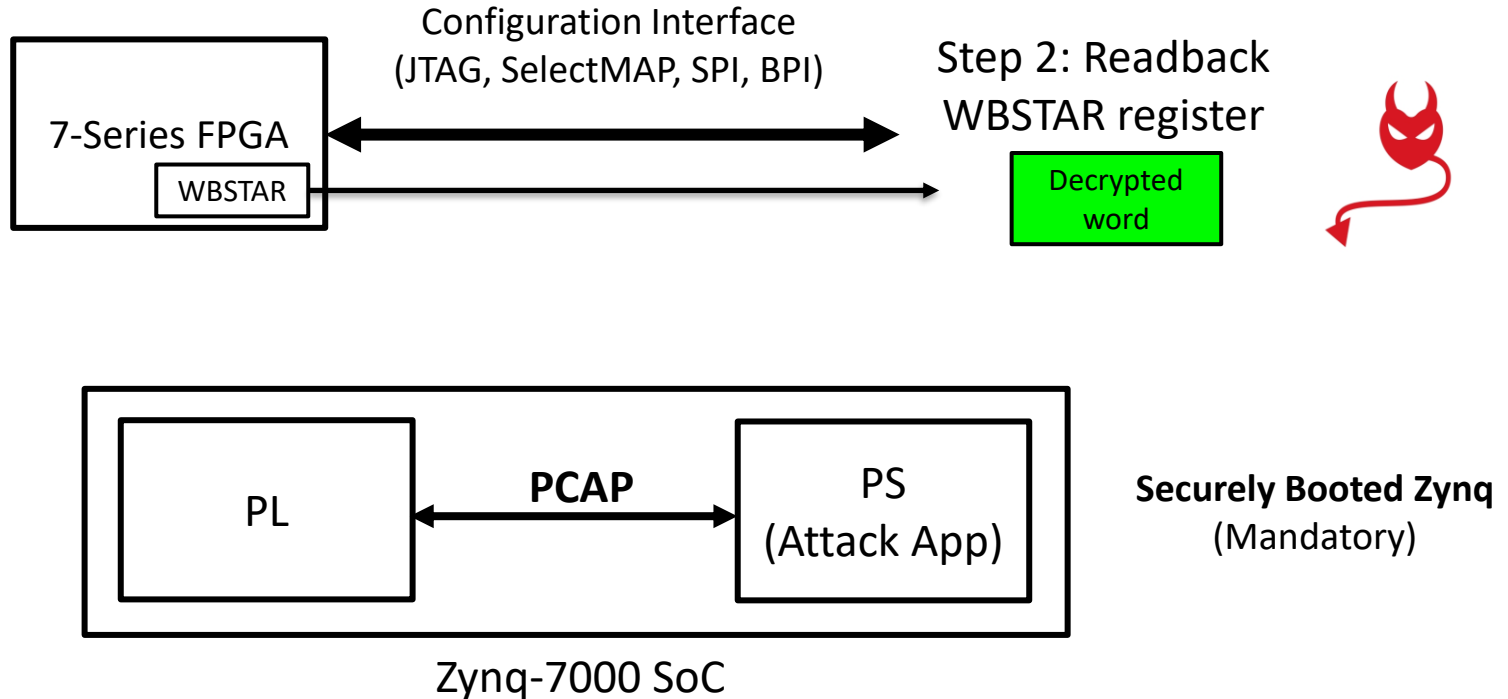 Configuration Interface
(JTAG, SelectMAP, SPI, BPI)
Step 2: Readback
WBSTAR register
7-Series FPGA
WBSTAR
Decrypted
word
PL
PCAP
PS
(Attack App)
Securely Booted Zynq
(Mandatory)
Zynq-7000 SoC